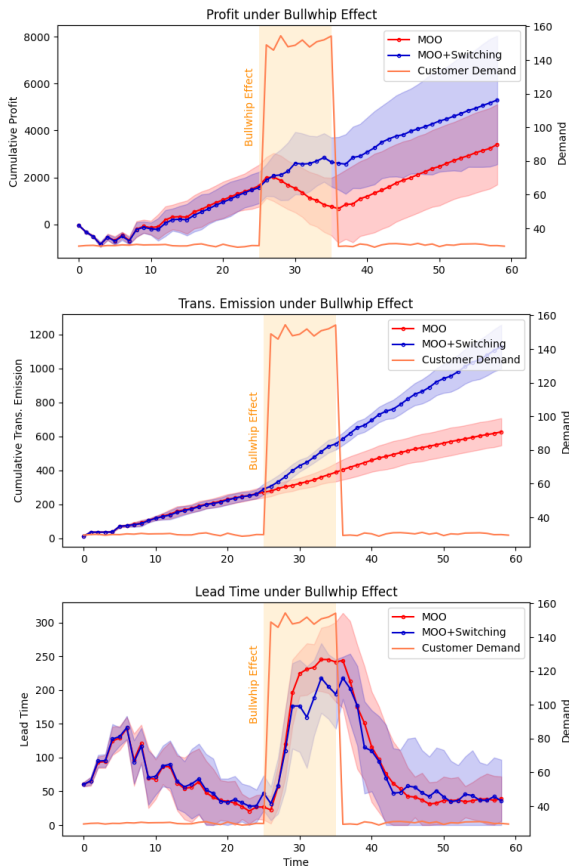 Profit under Bullwhip Effect
Cumulative Profit
8000
6000
4000
2000
0
Bullwhip Effect
MOO
MOO+Switching
Customer Demand
160
140
120
100
80
60
40
Demand
0 10 20 30 40 50 60
Trans. Emission under Bullwhip Effect
Cumulative Trans. Emission
1200
1000
800
600
400
200
0
Bullwhip Effect
MOO
MOO+Switching
Customer Demand
160
140
120
100
80
60
40
Demand
0 10 20 30 40 50 60
Lead Time under Bullwhip Effect
Lead Time
300
250
200
150
100
50
0
Bullwhip Effect
MOO
MOO+Switching
Customer Demand
160
140
120
100
80
60
40
Demand
0 10 20 30 40 50 60
Time